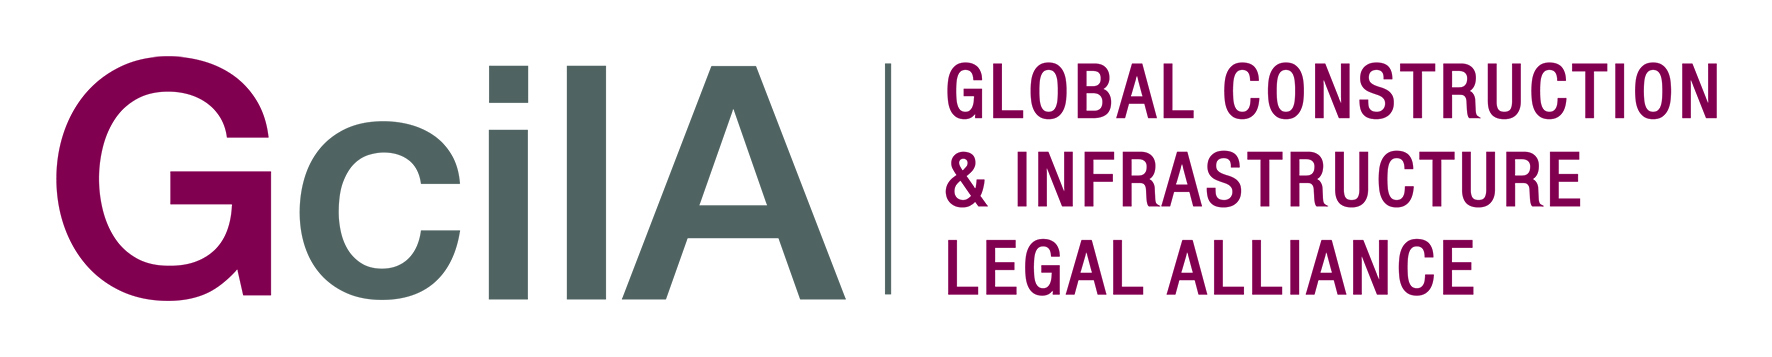 GcilA
GLOBAL CONSTRUCTION
& INFRASTRUCTURE
LEGAL ALLIANCE